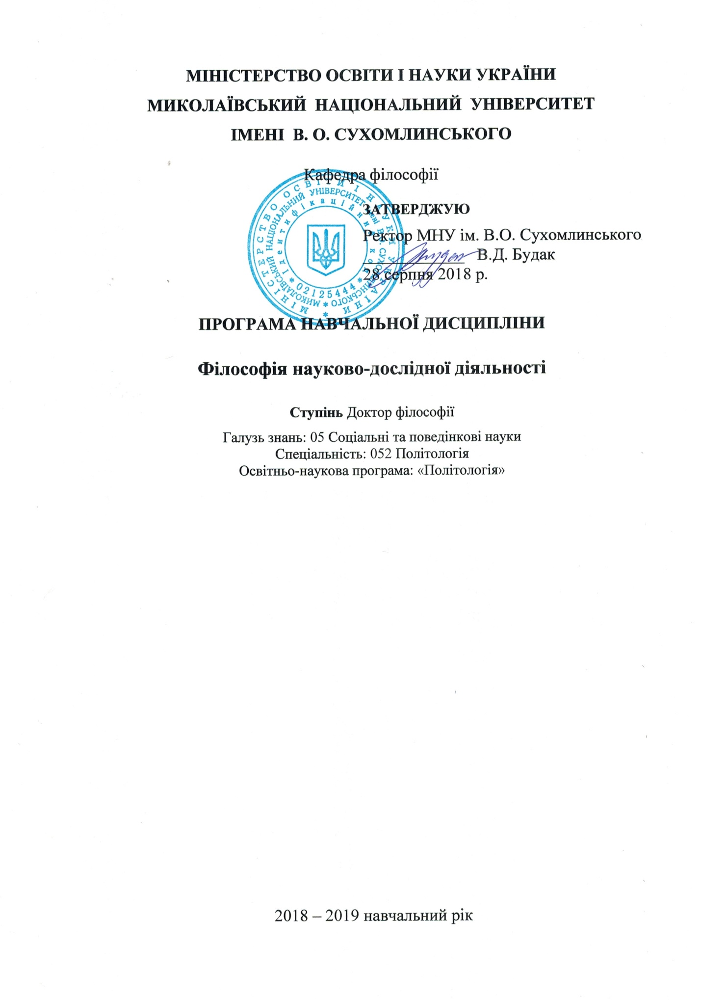 МІНІСТЕРСТВО ОСВІТИ І НАУКИ УКРАЇНИ
МИКОЛАЇВСЬКИЙ НАЦІОНАЛЬНИЙ УНІВЕРСИТЕТ
ІМЕНІ В. О. СУХОМЛИНСЬКОГО
Кафедра філософії
МІНІСТЕРСТВО ОСВІТИ І НАУКИ УКРАЇНИ
МИКОЛАЇВСЬКИЙ НАЦІОНАЛЬНИЙ УНІВЕРСИТЕТ імені В.О. СУХОМЛИНСЬКОГО
Ідентифікаційний код
02125444
ЗАТВЕРДЖУЮ
Ректор МНУ ім. В.О. Сухомлинського
В.Д. Будак
28 серпня 2018 р.
ПРОГРАМА НАВЧАЛЬНОЇ ДИСЦИПЛІНИ
Філософія науково-дослідної діяльності
Ступінь Доктор філософії
Галузь знань: 05 Соціальні та поведінкові науки
Спеціальність: 052 Політологія
Освітньо-наукова програма: «Політологія»
2018 – 2019 навчальний рік